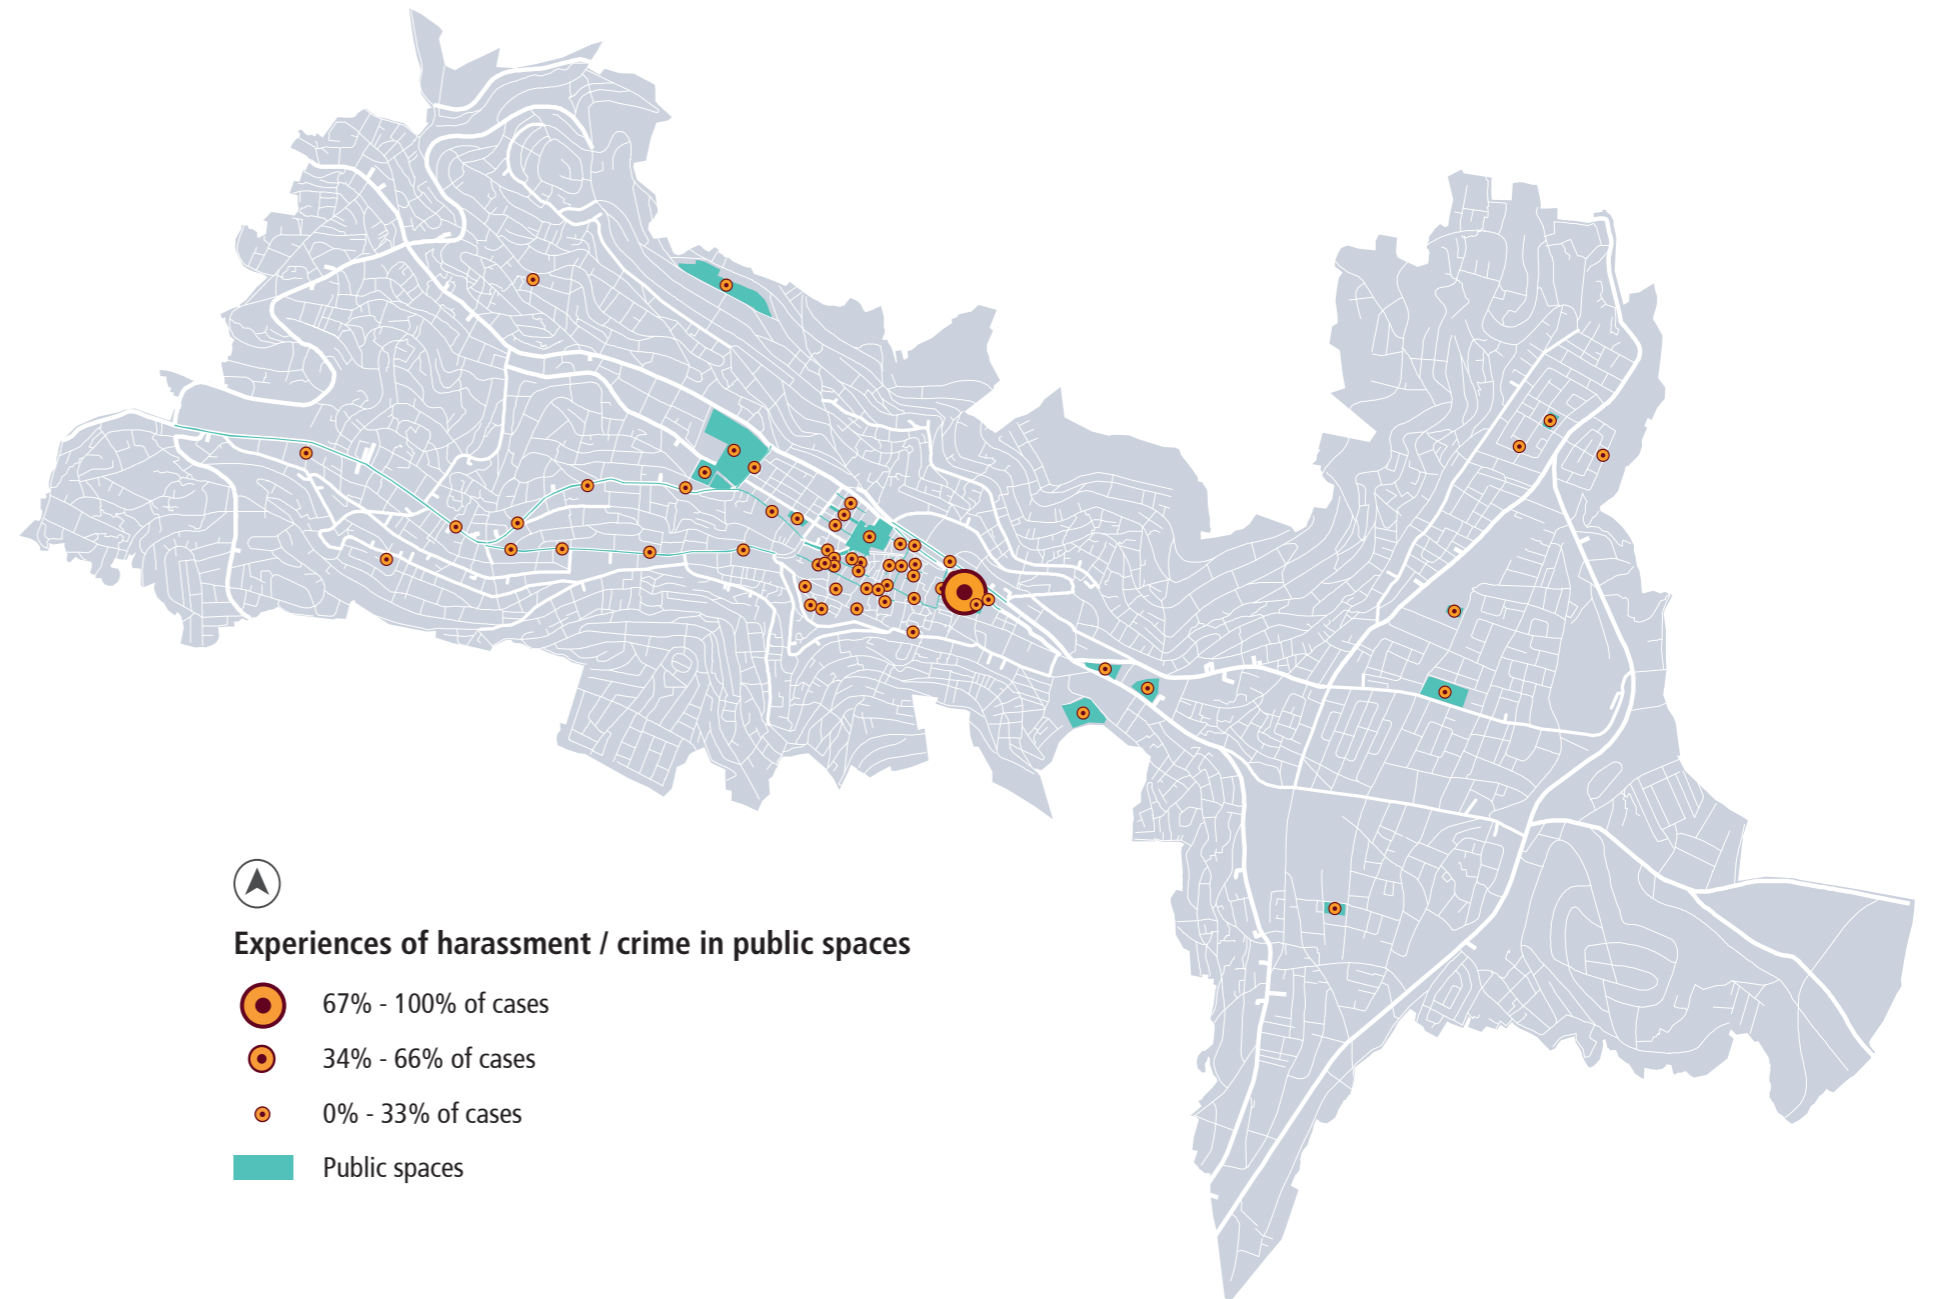 Experiences of harassment / crime in public spaces
67% - 100% of cases
34% - 66% of cases
0% - 33% of cases
Public spaces